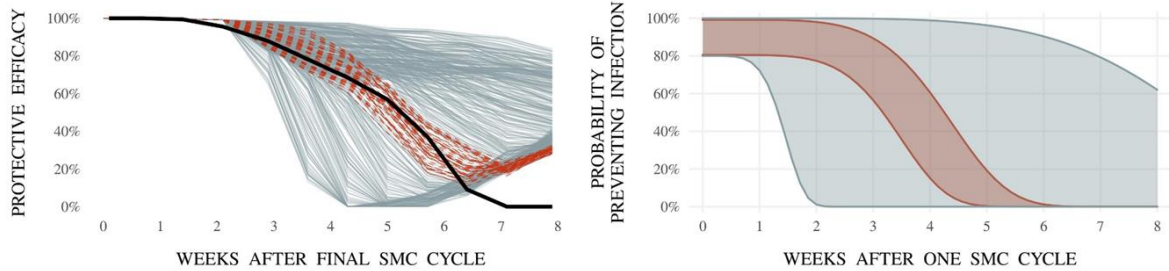 PROTECTIVE EFFICACY
100%
80%
60%
40%
20%
0%
0 1 2 3 4 5 6 7 8
WEEKS AFTER FINAL SMC CYCLE
PROBABILITY OF
PREVENTING INFECTION
100%
80%
60%
40%
20%
0%
0 1 2 3 4 5 6 7 8
WEEKS AFTER ONE SMC CYCLE